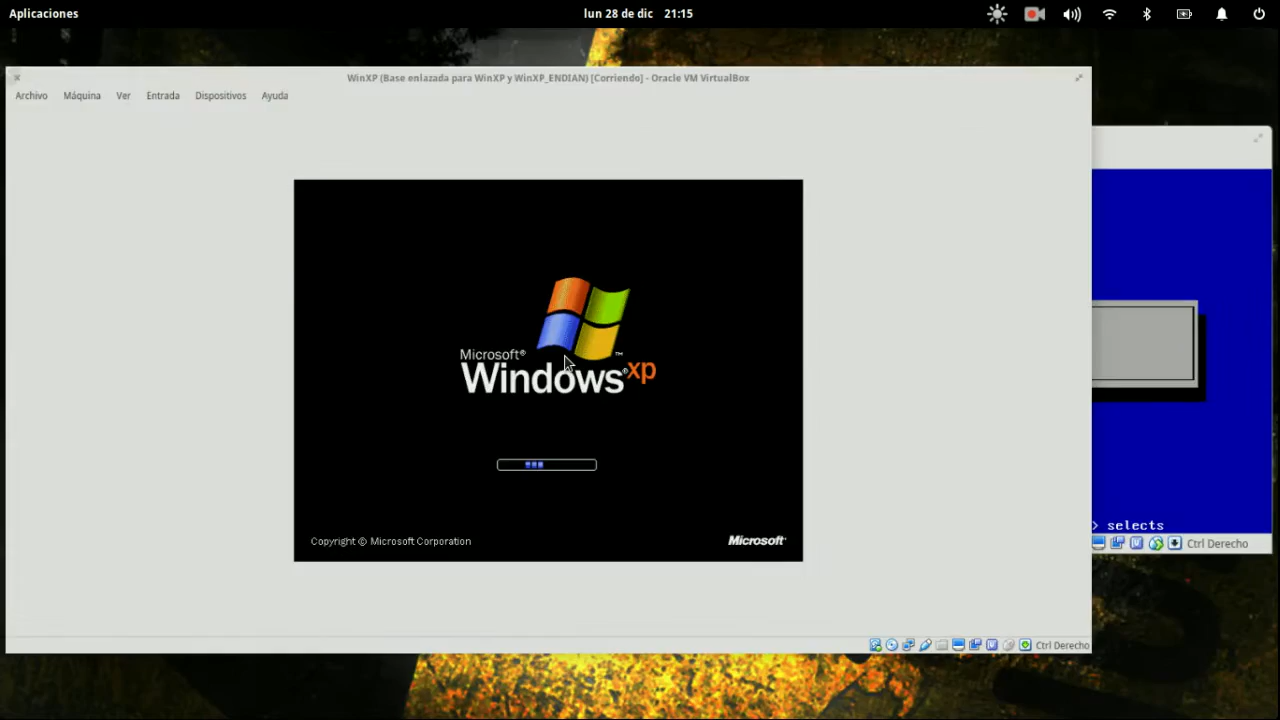 Aplicaciones
lun 28 de dic 21:15
WinXP (Base enlazada para WinXP y WinXP_ENDIAN) [Corriendo] - Oracle VM VirtualBox
Archivo Máquina Ver Entrada Dispositivos Ayuda
Microsoft®
Windows® xp ™
Copyright © Microsoft Corporation
Microsoft®
> selects
Ctrl Derecho
Ctrl Derecho